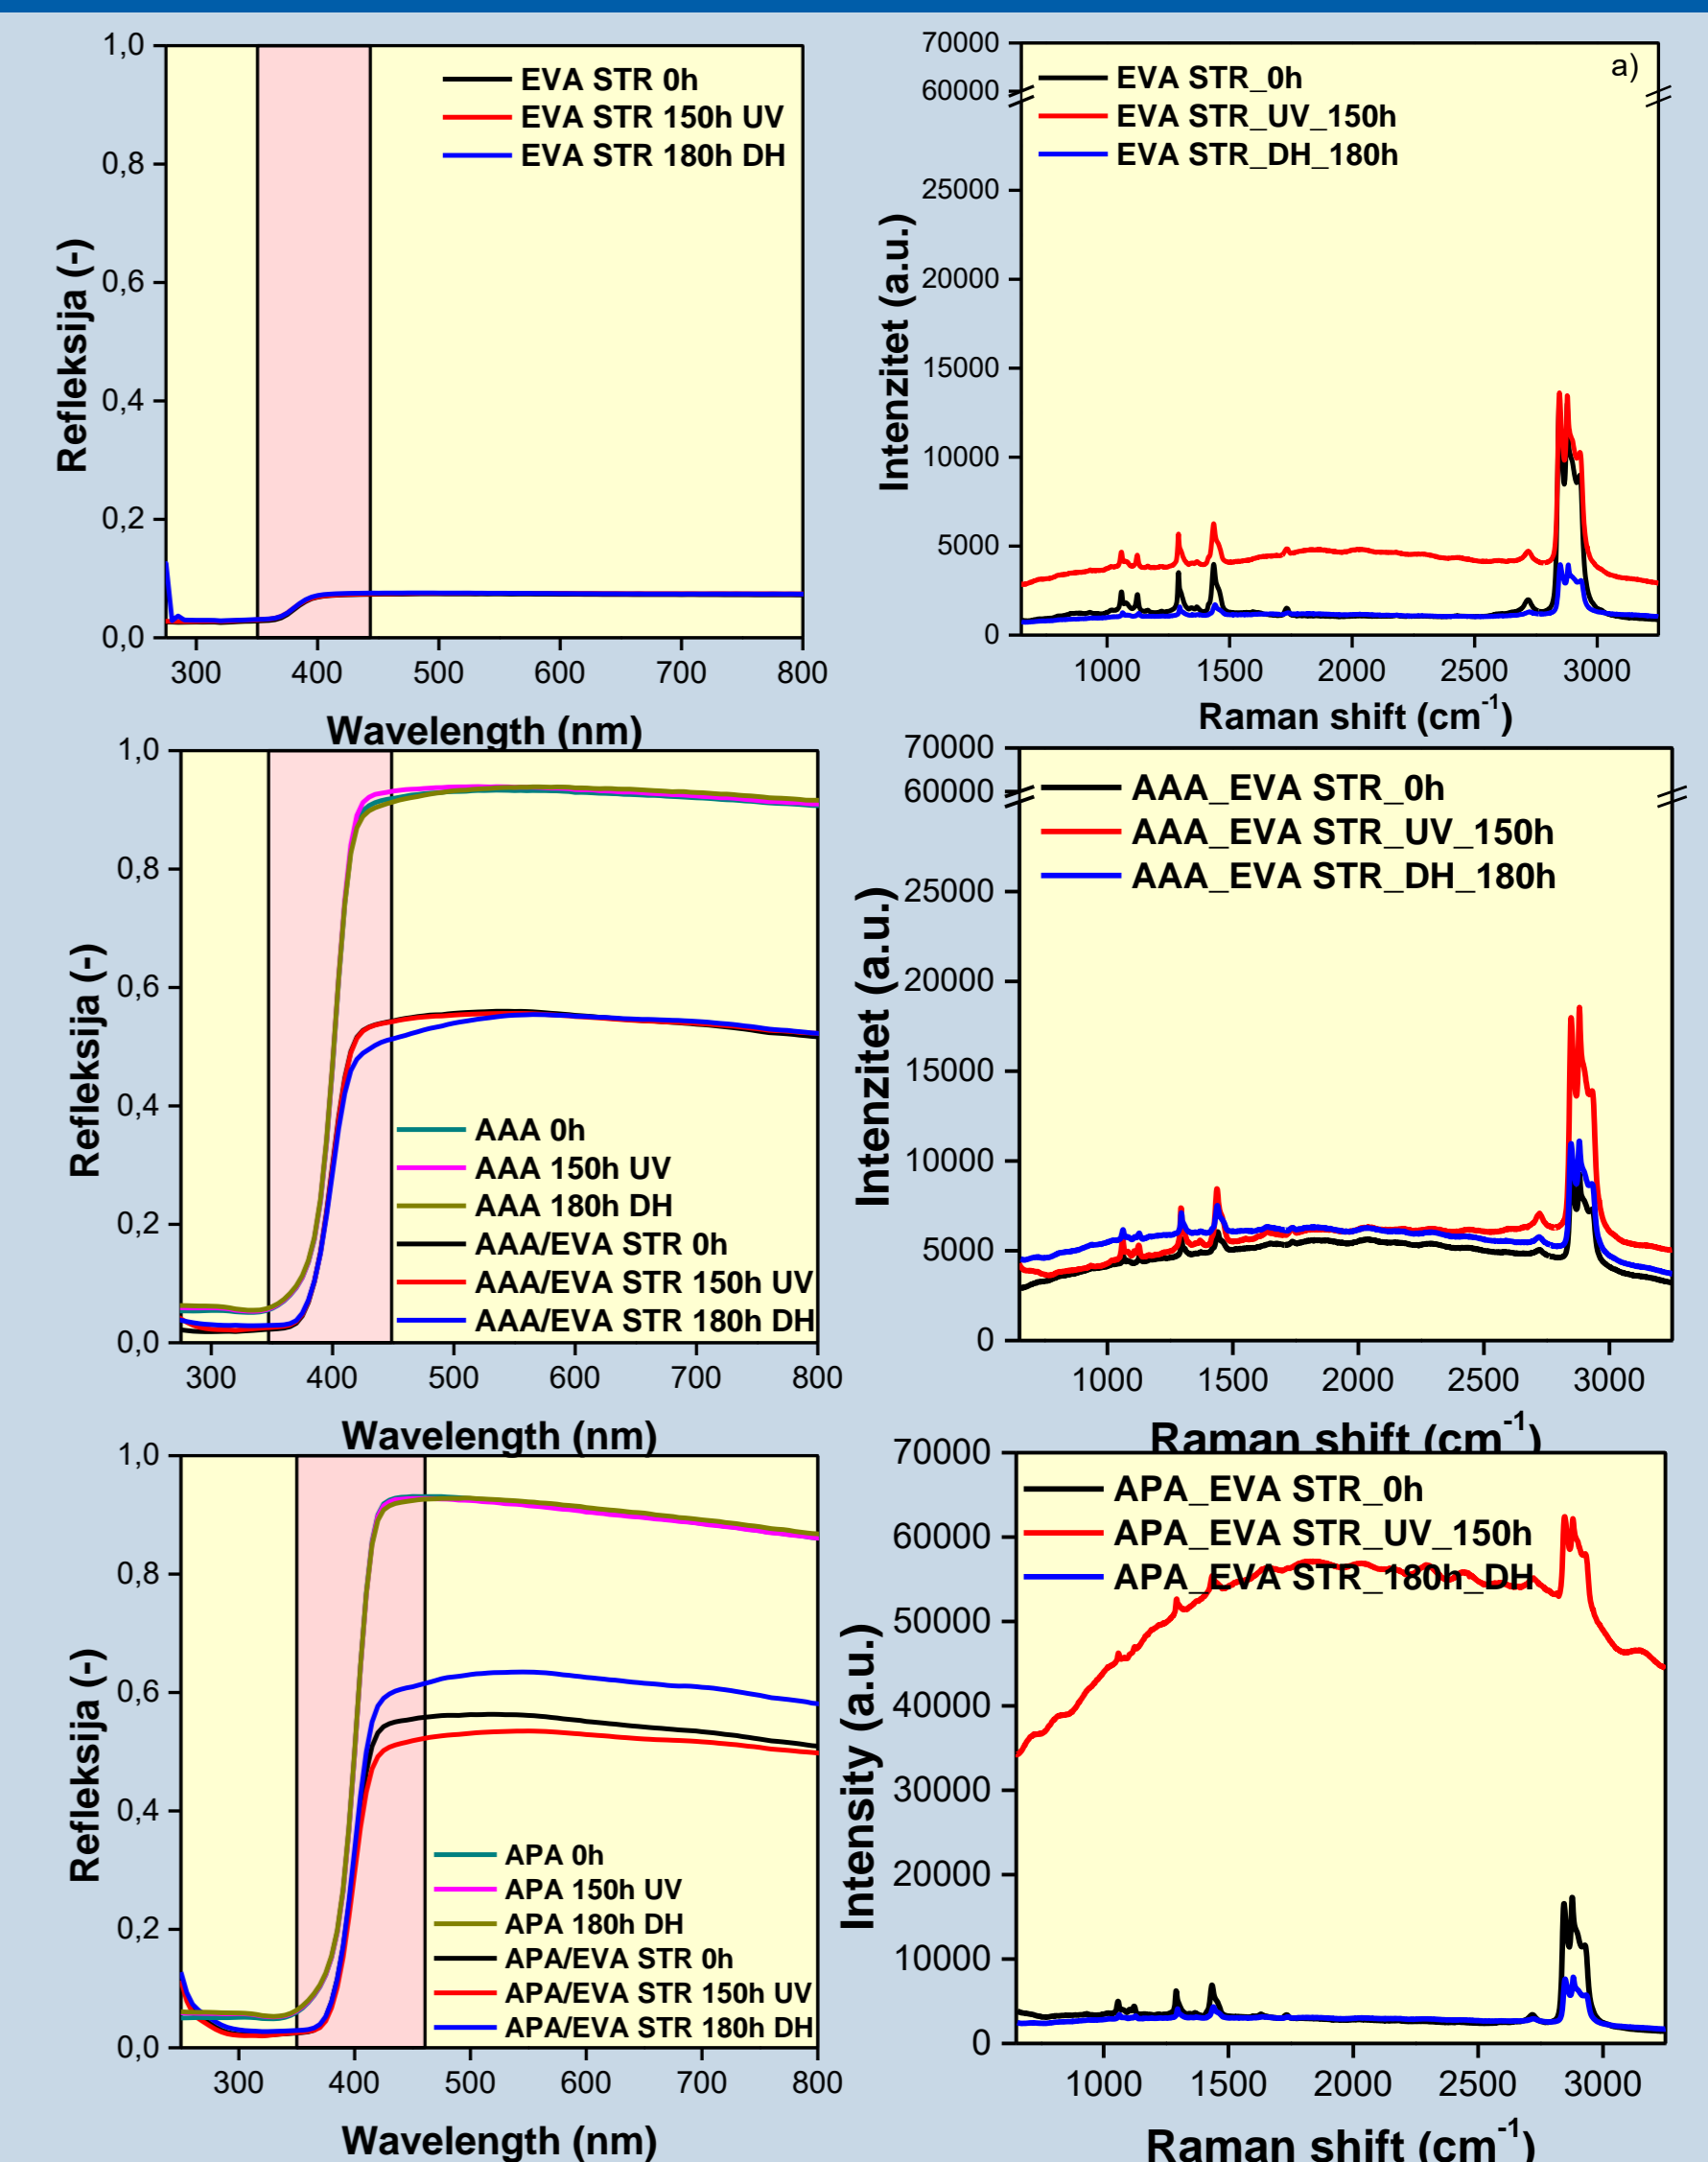 1,0
0,8
0,6
0,4
0,2
0,0
Refleksija (-)
EVA STR 0h
EVA STR 150h UV
EVA STR 180h DH
300 400 500 600 700 800
Wavelength (nm)
70000
60000
25000
20000
15000
10000
5000
0
Intenzitet (a.u.)
a)
EVA STR_0h
EVA STR_UV_150h
EVA STR_DH_180h
1000 1500 2000 2500 3000
Raman shift (cm-1)
1,0
0,8
0,6
0,4
0,2
0,0
Refleksija (-)
AAA 0h
AAA 150h UV
AAA 180h DH
AAA/EVA STR 0h
AAA/EVA STR 150h UV
AAA/EVA STR 180h DH
300 400 500 600 700 800
Wavelength (nm)
70000
60000
25000
20000
15000
10000
5000
0
Intenzitet (a.u.)
AAA_EVA STR_0h
AAA_EVA STR_UV_150h
AAA_EVA STR_DH_180h
1000 1500 2000 2500 3000
Raman shift (cm-1)
1,0
0,8
0,6
0,4
0,2
0,0
Refleksija (-)
APA 0h
APA 150h UV
APA 180h DH
APA/EVA STR 0h
APA/EVA STR 150h UV
APA/EVA STR 180h DH
300 400 500 600 700 800
Wavelength (nm)
70000
60000
50000
40000
30000
20000
10000
0
Intensity (a.u.)
APA_EVA STR_0h
APA_EVA STR_UV_150h
APA_EVA STR_180h_DH
1000 1500 2000 2500 3000
Raman shift (cm-1)